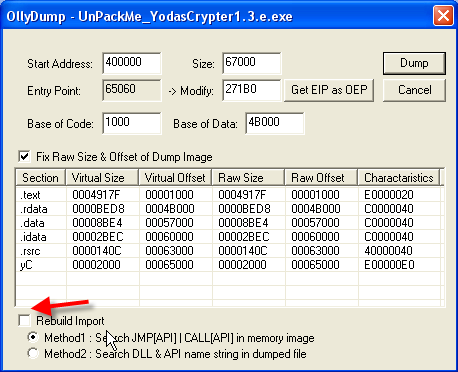 OllyDump - UnPackMe_YodasCrypter1.3.e.exe
Start Address: 400000 Size: 67000 Dump
Entry Point: 65060 -> Modify: 271B0 Get EIP as OEP Cancel
Base of Code: 1000 Base of Data: 4B000
Fix Raw Size & Offset of Dump Image
Section Virtual Size Virtual Offset Raw Size Raw Offset Charactaristics
.text 0004917F 00001000 0004917F 00001000 E0000020
.rdata 0000BED8 0004B000 0000BED8 0004B000 C0000040
.data 00008BE4 00057000 00008BE4 00057000 C0000040
.idata 00002BEC 00060000 00002BEC 00060000 C0000040
.rsrc 0000140C 00063000 0000140C 00063000 40000040
yC 00002000 00065000 00002000 00065000 E00000E0
Rebuild Import
Method1 : Search JMP[API] | CALL[API] in memory image
Method2 : Search DLL & API name string in dumped file